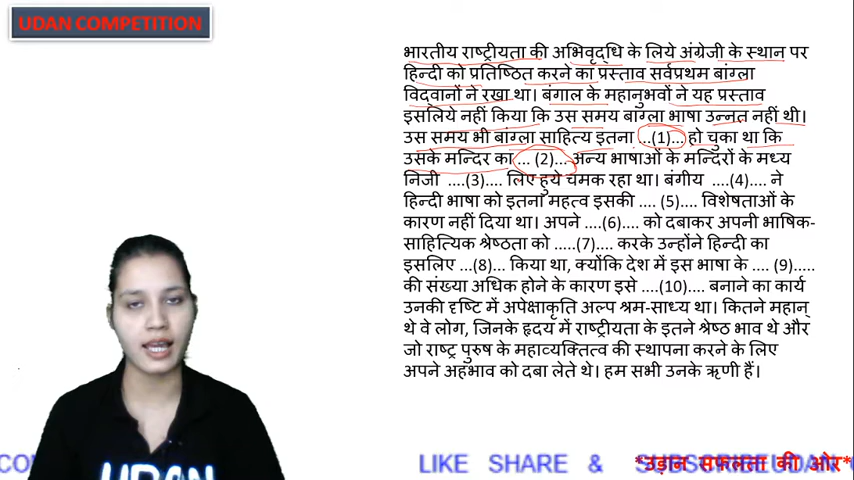 UDAN COMPETITION
भारतीय राष्ट्रीयता की अभिवृद्धि के लिये अंग्रेजी के स्थान पर
हिन्दी को प्रतिष्ठित करने का प्रस्ताव सर्वप्रथम बांग्ला
विद्वानों ने रखा था। बंगाल के महानुभवों ने यह प्रस्ताव
इसलिये नहीं किया कि उस समय बांग्ला भाषा उन्नत नहीं थी।
उस समय भी बांग्ला साहित्य इतना ...(1)... हो चुका था कि
उसके मन्दिर का ... (2)... अन्य भाषाओं के मन्दिरों के मध्य
निजी ....(3).... लिए हुये चमक रहा था। बंगीय ....(4).... ने
हिन्दी भाषा को इतना महत्व इसकी .... (5).... विशेषताओं के
कारण नहीं दिया था। अपने ....(6).... को दबाकर अपनी भाषिक-
साहित्यिक श्रेष्ठता को .....(7).... करके उन्होंने हिन्दी का
इसलिए ...(8)... किया था, क्योंकि देश में इस भाषा के .... (9).....
की संख्या अधिक होने के कारण इसे ....(10).... बनाने का कार्य
उनकी दृष्टि में अपेक्षाकृति अल्प श्रम-साध्य था। कितने महान्
थे वे लोग, जिनके हृदय में राष्ट्रीयता के इतने श्रेष्ठ भाव थे और
जो राष्ट्र पुरुष के महाव्यक्तित्व की स्थापना करने के लिए
अपने अहंभाव को दबा लेते थे। हम सभी उनके ऋणी हैं।
UDAN
LIKE SHARE & SUBSCRIBEUDAN
*उड़ान सफलता की ओर*